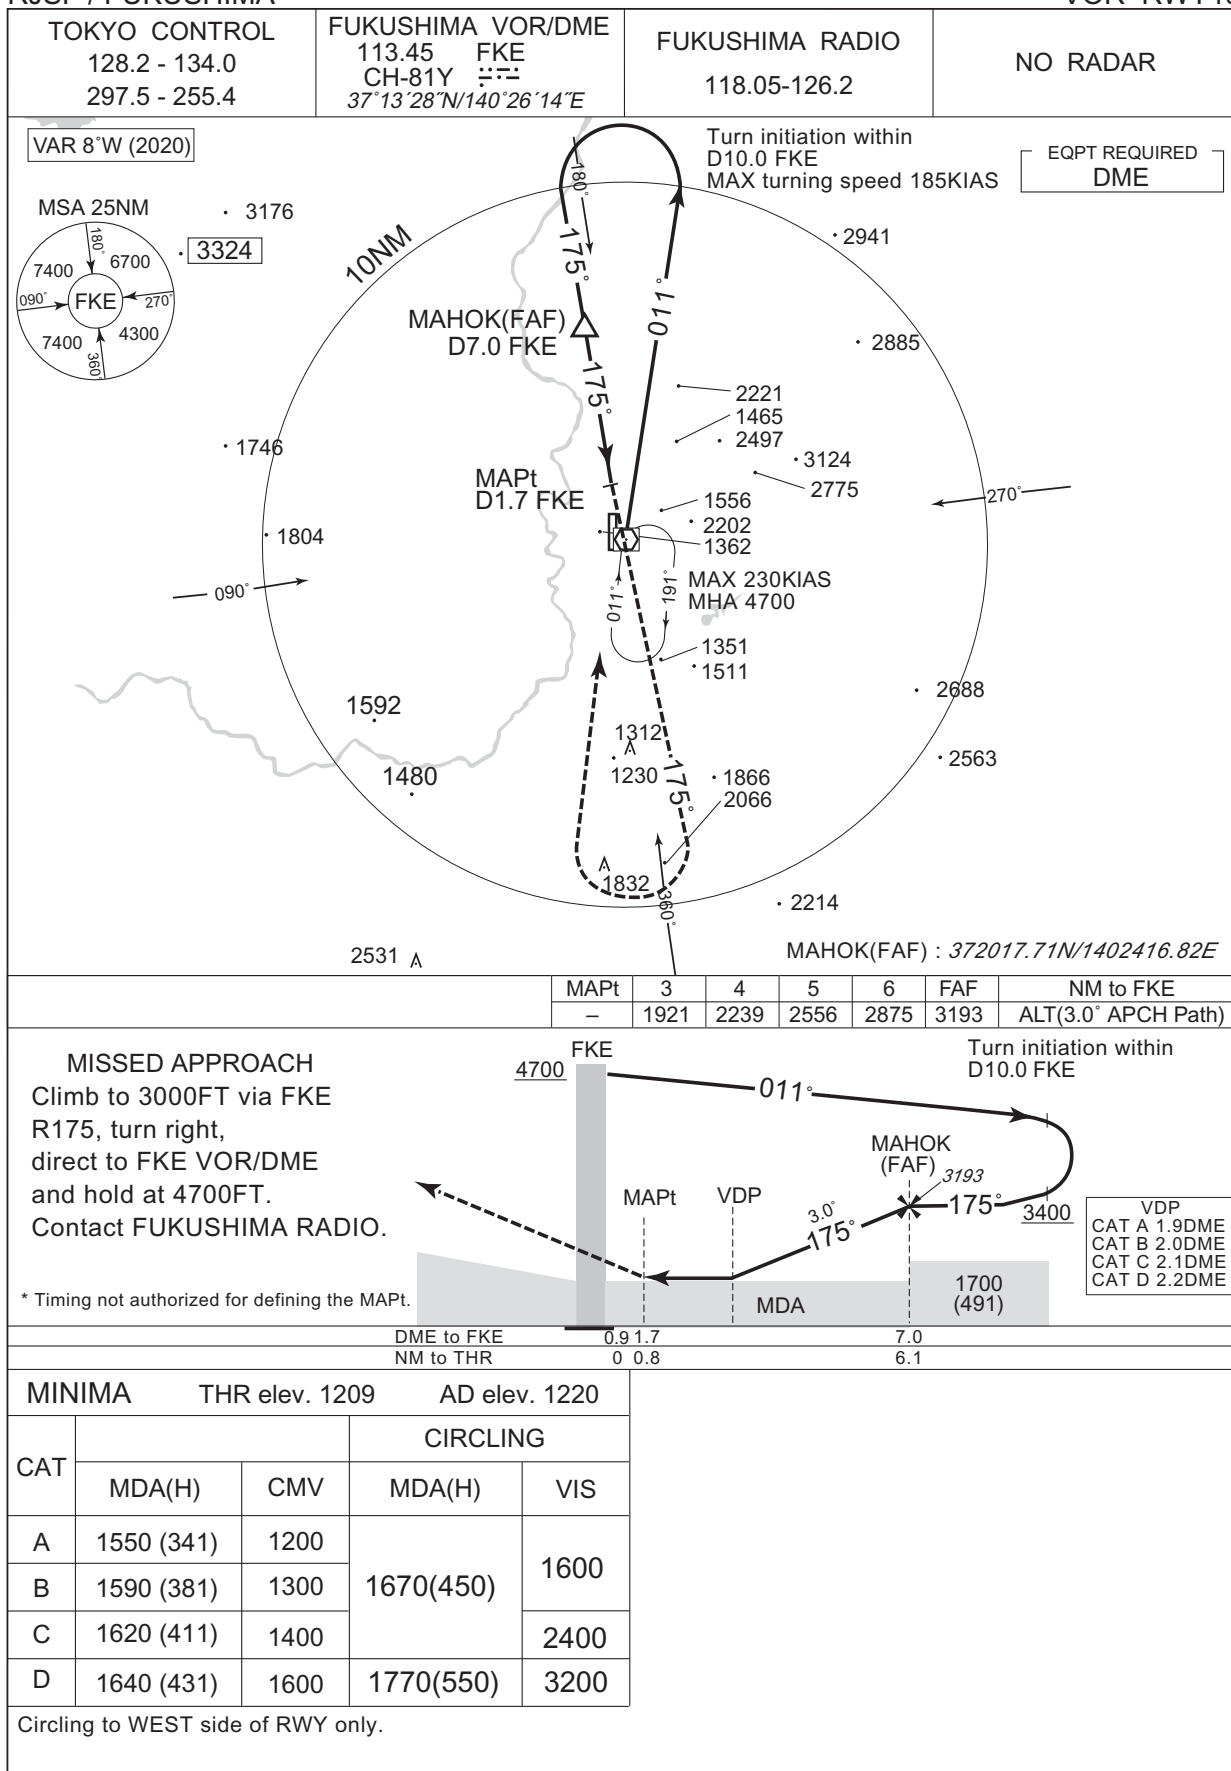 TOKYO CONTROL
128.2 - 134.0
297.5 - 255.4
FUKUSHIMA VOR/DME
113.45 FKE
CH-81Y
37°13´28˝N/140°26´14˝E
FUKUSHIMA RADIO
118.05-126.2
NO RADAR
VAR 8°W (2020)
Turn initiation within
D10.0 FKE
MAX turning speed 185KIAS
EQPT REQUIRED
DME
MSA 25NM
180°
7400
6700
090°
FKE
270°
7400
4300
360°
3176
3324
10NM
180°
175°
011°
2941
MAHOK(FAF)
D7.0 FKE
2885
175°
2221
1465
2497
1746
3124
2775
MAPt
D1.7 FKE
270°
1556
2202
1362
1804
090°
011°
191°
MAX 230KIAS
MHA 4700
1351
1511
2688
1592
1312
1230
175°
2563
1480
1866
2066
1832
360°
2214
2531
MAHOK(FAF) : 372017.71N/1402416.82E
MAPt 3 4 5 6 FAF NM to FKE
– 1921 2239 2556 2875 3193 ALT(3.0° APCH Path)
MISSED APPROACH
Climb to 3000FT via FKE
R175, turn right,
direct to FKE VOR/DME
and hold at 4700FT.
Contact FUKUSHIMA RADIO.
* Timing not authorized for defining the MAPt.
FKE
4700
011°
Turn initiation within
D10.0 FKE
MAHOK
(FAF)
3193
MAPt
VDP
3.0°
175°
175°
3400
VDP
CAT A 1.9DME
CAT B 2.0DME
CAT C 2.1DME
CAT D 2.2DME
MDA
1700
(491)
DME to FKE 0.9 1.7 7.0
NM to THR 0 0.8 6.1
MINIMA THR elev. 1209 AD elev. 1220
CAT
CIRCLING
MDA(H) CMV MDA(H) VIS
A 1550 (341) 1200
1670(450)
1600
B 1590 (381) 1300
C 1620 (411) 1400 2400
D 1640 (431) 1600 1770(550) 3200
Circling to WEST side of RWY only.